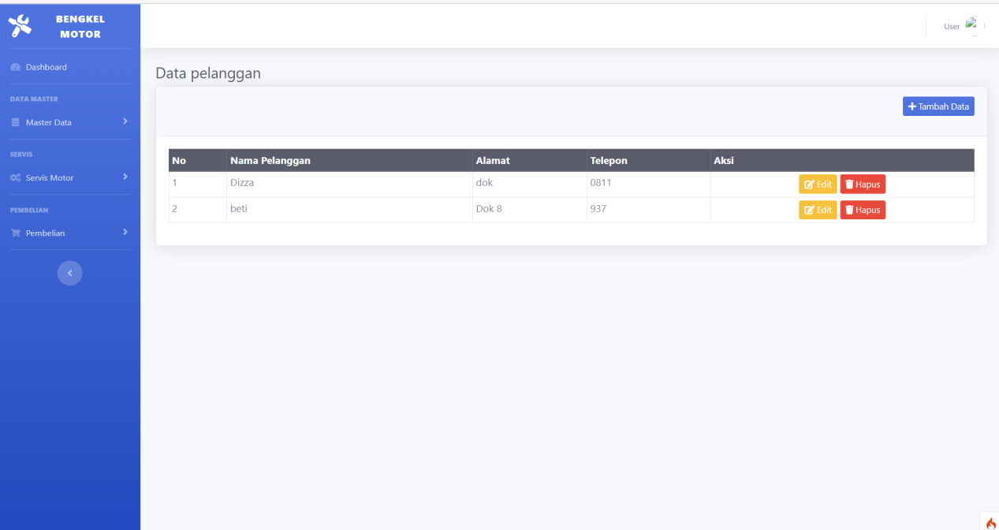 BENGKEL
MOTOR
User
Dashboard
DATA MASTER
Master Data
SERVIS
Servis Motor
PEMBELIAN
Pembelian
Data pelanggan
Tambah Data
No Nama Pelanggan Alamat Telepon Aksi
1 Dizza dok 0811 Edit Hapus
2 beti Dok 8 937 Edit Hapus